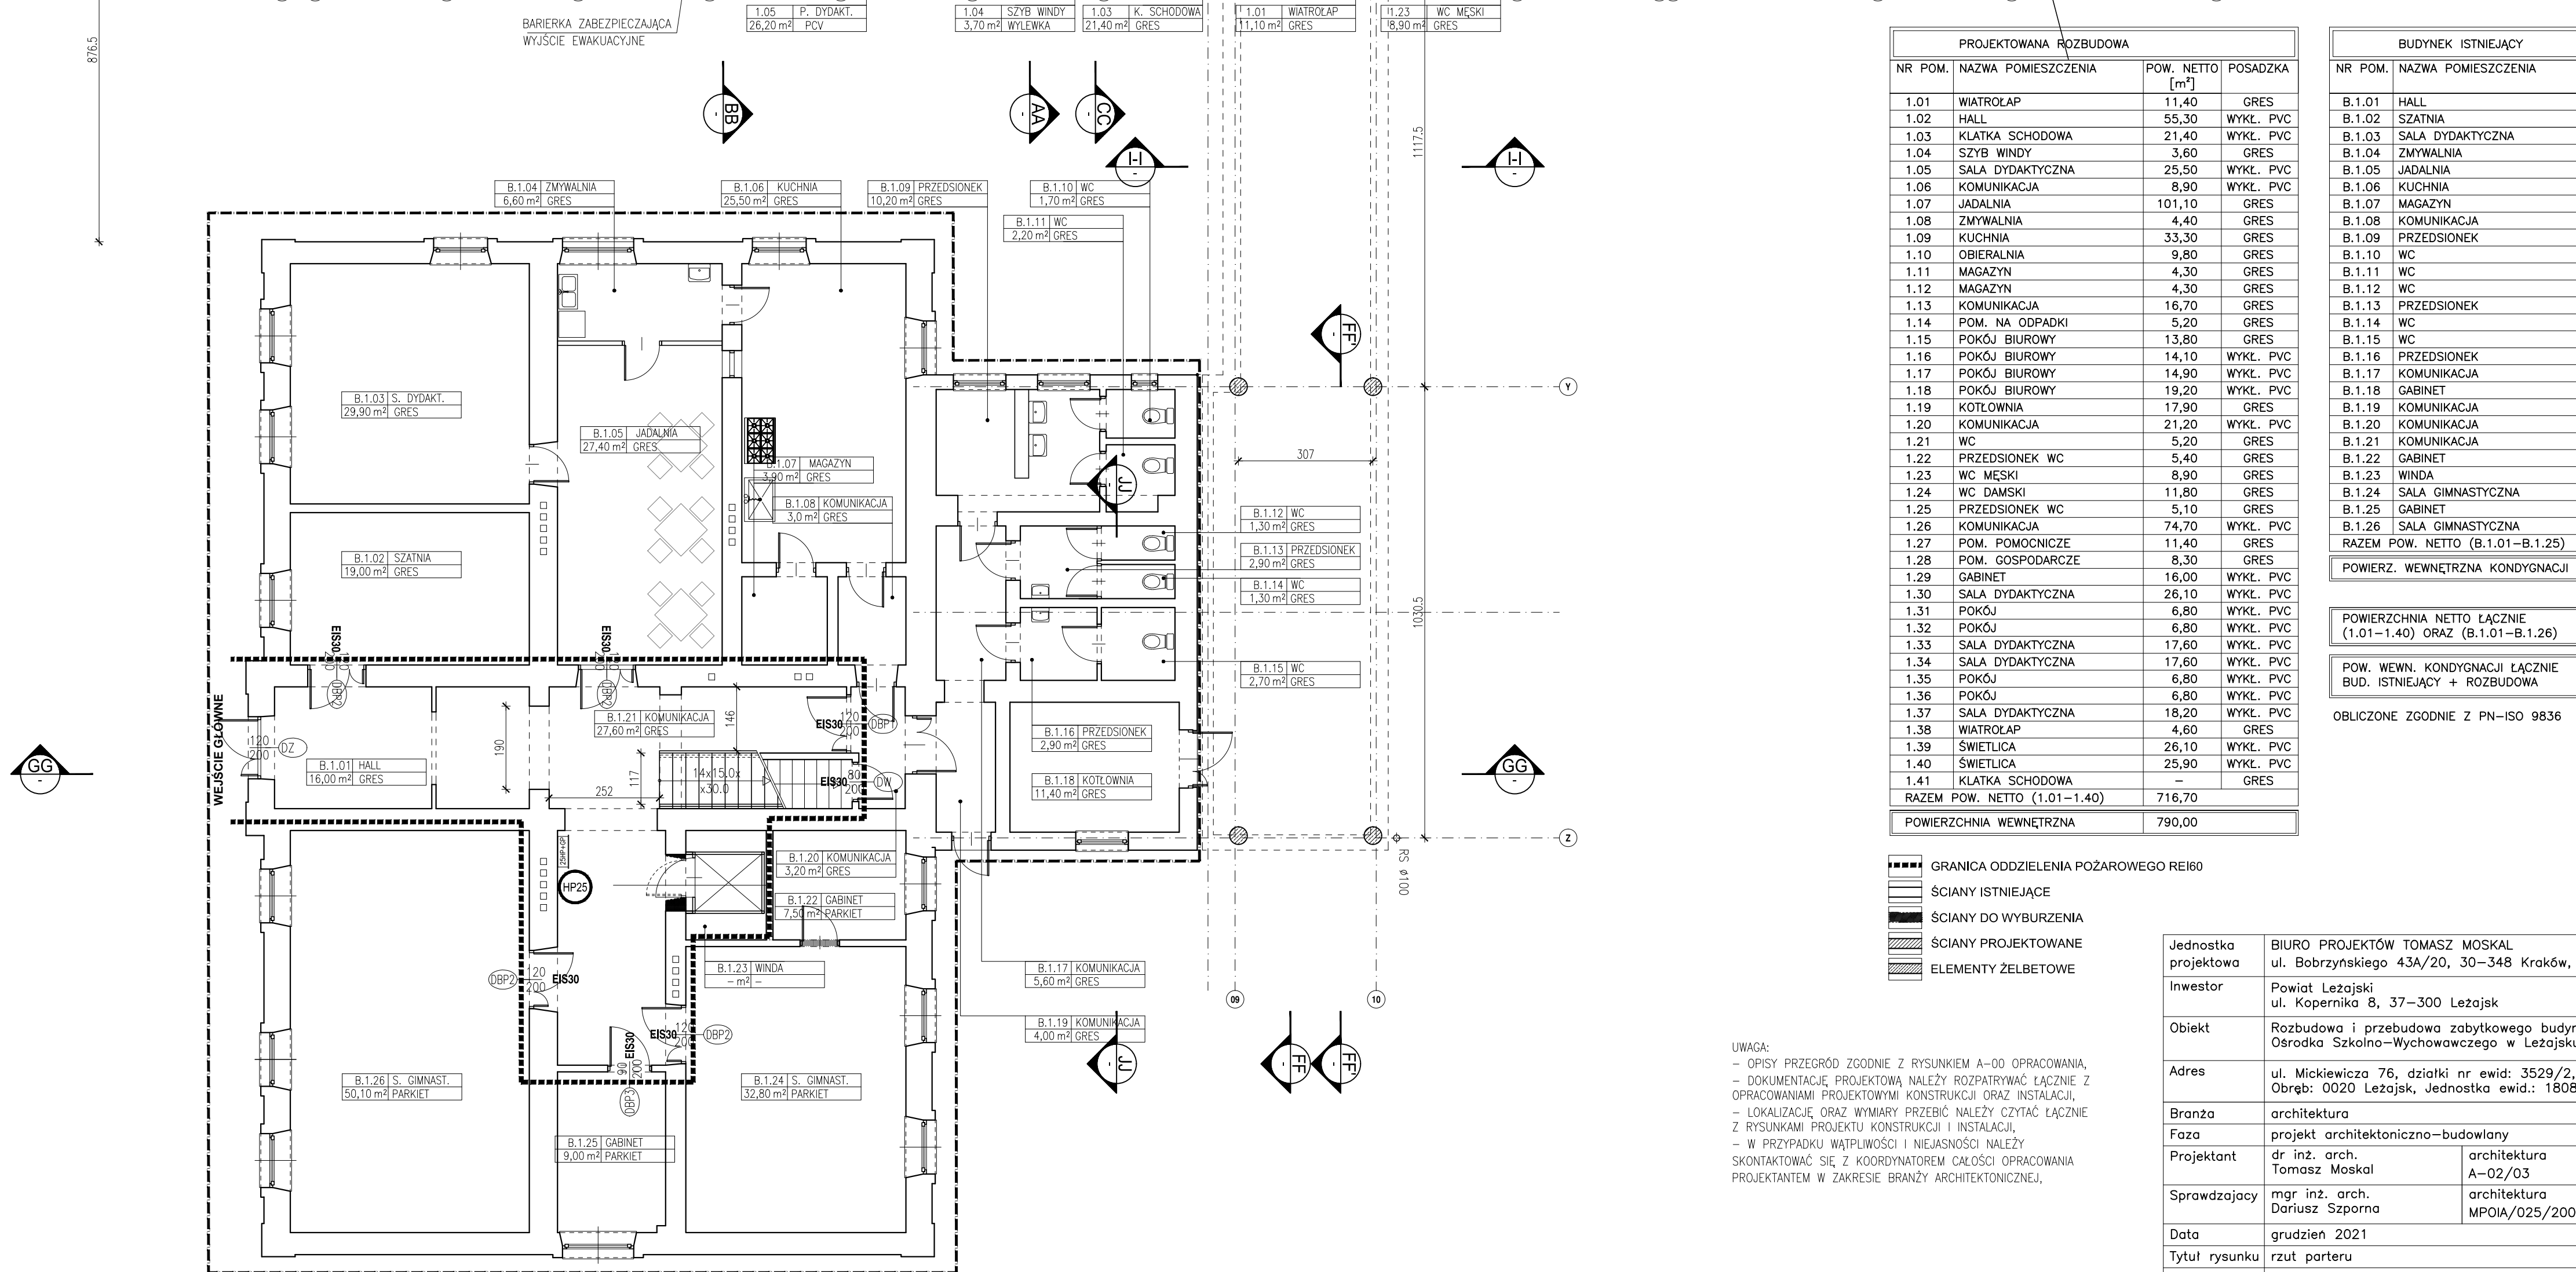 876.5
BARIERKA ZABEZPIECZAJĄCA
WYJŚCIE EWAKUACYJNE
1.05 P. DYDAKT.
26,20 m² PCV
1.04 SZYB WINDY
3,70 m² WYLEWKA
1.03 K. SCHODOWA
21,40 m² GRES
1.01 WIATROŁAP
11,10 m² GRES
1.23 WC MĘSKI
8,90 m² GRES
BB
-
AA
-
CC
-
I-I
-
I-I
-
1117.5
B.1.04 ZMYWALNIA
6,60 m² GRES
B.1.06 KUCHNIA
25,50 m² GRES
B.1.09 PRZEDSIONEK
10,20 m² GRES
B.1.10 WC
1,70 m² GRES
B.1.11 WC
2,20 m² GRES
FF'
-
Y
B.1.03 S. DYDAKT.
29,90 m² GRES
B.1.05 JADALNIA
27,40 m² GRES
B.1.07 MAGAZYN
3,90 m² GRES
B.1.08 KOMUNIKACJA
3,0 m² GRES
307
JJ
-
B.1.12 WC
1,30 m² GRES
B.1.13 PRZEDSIONEK
2,90 m² GRES
B.1.14 WC
1,30 m² GRES
1030.5
B.1.02 SZATNIA
19,00 m² GRES
EIS30
120
200
DBP2
EIS30
120
200
DBP2
B.1.15 WC
2,70 m² GRES
WEJŚCIE GŁÓWNE
120
200
DZ
B.1.01 HALL
16,00 m² GRES
190
B.1.21 KOMUNIKACJA
27,60 m² GRES
146
117
252
14x15.0x
x30.0
EIS30
120
200
DBP1
EIS30
80
200
DW
B.1.16 PRZEDSIONEK
2,90 m² GRES
B.1.18 KOTŁOWNIA
11,40 m² GRES
GG
-
GG
-
Z
RS ø100
25HP+GP
HP25
B.1.20 KOMUNIKACJA
3,20 m² GRES
B.1.22 GABINET
7,50 m² PARKIET
B.1.23 WINDA
- m² -
B.1.17 KOMUNIKACJA
5,60 m² GRES
B.1.19 KOMUNIKACJA
4,00 m² GRES
DBP2
120
200
EIS30
EIS30
120
200
DBP2
EIS30
90
200
DBP3
B.1.26 S. GIMNAST.
50,10 m² PARKIET
B.1.24 S. GIMNAST.
32,80 m² PARKIET
B.1.25 GABINET
9,00 m² PARKIET
09
10
JJ
-
FF
-
FF'
-
PROJEKTOWANA ROZBUDOWA
NR POM. NAZWA POMIESZCZENIA POW. NETTO POSADZKA
[m²]
1.01 WIATROŁAP 11,40 GRES
1.02 HALL 55,30 WYKŁ. PVC
1.03 KLATKA SCHODOWA 21,40 WYKŁ. PVC
1.04 SZYB WINDY 3,60 GRES
1.05 SALA DYDAKTYCZNA 25,50 WYKŁ. PVC
1.06 KOMUNIKACJA 8,90 WYKŁ. PVC
1.07 JADALNIA 101,10 GRES
1.08 ZMYWALNIA 4,40 GRES
1.09 KUCHNIA 33,30 GRES
1.10 OBIERALNIA 9,80 GRES
1.11 MAGAZYN 4,30 GRES
1.12 MAGAZYN 4,30 GRES
1.13 KOMUNIKACJA 16,70 GRES
1.14 POM. NA ODPADKI 5,20 GRES
1.15 POKÓJ BIUROWY 13,80 GRES
1.16 POKÓJ BIUROWY 14,10 WYKŁ. PVC
1.17 POKÓJ BIUROWY 14,90 WYKŁ. PVC
1.18 POKÓJ BIUROWY 19,20 WYKŁ. PVC
1.19 KOTŁOWNIA 17,90 GRES
1.20 KOMUNIKACJA 21,20 WYKŁ. PVC
1.21 WC 5,20 GRES
1.22 PRZEDSIONEK WC 5,40 GRES
1.23 WC MĘSKI 8,90 GRES
1.24 WC DAMSKI 11,80 GRES
1.25 PRZEDSIONEK WC 5,10 GRES
1.26 KOMUNIKACJA 74,70 WYKŁ. PVC
1.27 POM. POMOCNICZE 11,40 GRES
1.28 POM. GOSPODARCZE 8,30 GRES
1.29 GABINET 16,00 WYKŁ. PVC
1.30 SALA DYDAKTYCZNA 26,10 WYKŁ. PVC
1.31 POKÓJ 6,80 WYKŁ. PVC
1.32 POKÓJ 6,80 WYKŁ. PVC
1.33 SALA DYDAKTYCZNA 17,60 WYKŁ. PVC
1.34 SALA DYDAKTYCZNA 17,60 WYKŁ. PVC
1.35 POKÓJ 6,80 WYKŁ. PVC
1.36 POKÓJ 6,80 WYKŁ. PVC
1.37 SALA DYDAKTYCZNA 18,20 WYKŁ. PVC
1.38 WIATROŁAP 4,60 GRES
1.39 ŚWIETLICA 26,10 WYKŁ. PVC
1.40 ŚWIETLICA 25,90 WYKŁ. PVC
1.41 KLATKA SCHODOWA - GRES
RAZEM POW. NETTO (1.01-1.40) 716,70
POWIERZCHNIA WEWNĘTRZNA 790,00
BUDYNEK ISTNIEJĄCY
NR POM. NAZWA POMIESZCZENIA
B.1.01 HALL
B.1.02 SZATNIA
B.1.03 SALA DYDAKTYCZNA
B.1.04 ZMYWALNIA
B.1.05 JADALNIA
B.1.06 KUCHNIA
B.1.07 MAGAZYN
B.1.08 KOMUNIKACJA
B.1.09 PRZEDSIONEK
B.1.10 WC
B.1.11 WC
B.1.12 WC
B.1.13 PRZEDSIONEK
B.1.14 WC
B.1.15 WC
B.1.16 PRZEDSIONEK
B.1.17 KOMUNIKACJA
B.1.18 GABINET
B.1.19 KOMUNIKACJA
B.1.20 KOMUNIKACJA
B.1.21 KOMUNIKACJA
B.1.22 GABINET
B.1.23 WINDA
B.1.24 SALA GIMNASTYCZNA
B.1.25 GABINET
B.1.26 SALA GIMNASTYCZNA
RAZEM POW. NETTO (B.1.01-B.1.25)
POWIERZ. WEWNĘTRZNA KONDYGNACJI
POWIERZCHNIA NETTO ŁĄCZNIE
(1.01-1.40) ORAZ (B.1.01-B.1.26)
POW. WEWN. KONDYGNACJI ŁĄCZNIE
BUD. ISTNIEJĄCY + ROZBUDOWA
OBLICZONE ZGODNIE Z PN-ISO 9836
GRANICA ODDZIELENIA POŻAROWEGO REI60
ŚCIANY ISTNIEJĄCE
ŚCIANY DO WYBURZENIA
ŚCIANY PROJEKTOWANE
ELEMENTY ŻELBETOWE
UWAGA:
- OPISY PRZEGRÓD ZGODNIE Z RYSUNKIEM A-00 OPRACOWANIA,
- DOKUMENTACJĘ PROJEKTOWĄ NALEŻY ROZPATRYWAĆ ŁĄCZNIE Z
OPRACOWANIAMI PROJEKTOWYMI KONSTRUKCJI ORAZ INSTALACJI,
- LOKALIZACJĘ ORAZ WYMIARY PRZEBIĆ NALEŻY CZYTAĆ ŁĄCZNIE
Z RYSUNKAMI PROJEKTU KONSTRUKCJI I INSTALACJI,
- W PRZYPADKU WĄTPLIWOŚCI I NIEJASNOŚCI NALEŻY
SKONTAKTOWAĆ SIĘ Z KOORDYNATOREM CAŁOŚCI OPRACOWANIA
PROJEKTANTEM W ZAKRESIE BRANŻY ARCHITEKTONICZNEJ,
Jednostka BIURO PROJEKTÓW TOMASZ MOSKAL
projektowa ul. Bobrzyńskiego 43A/20, 30-348 Kraków,
Inwestor Powiat Leżajski
ul. Kopernika 8, 37-300 Leżajsk
Obiekt Rozbudowa i przebudowa zabytkowego budyn
Ośrodka Szkolno-Wychowawczego w Leżajsku
Adres ul. Mickiewicza 76, działki nr ewid: 3529/2,
Obręb: 0020 Leżajsk, Jednostka ewid.: 1808
Branża architektura
Faza projekt architektoniczno-budowlany
Projektant dr inż. arch. architektura
Tomasz Moskal A-02/03
Sprawdzajacy mgr inż. arch. architektura
Dariusz Szporna MPOIA/025/200
Data grudzień 2021
Tytuł rysunku rzut parteru